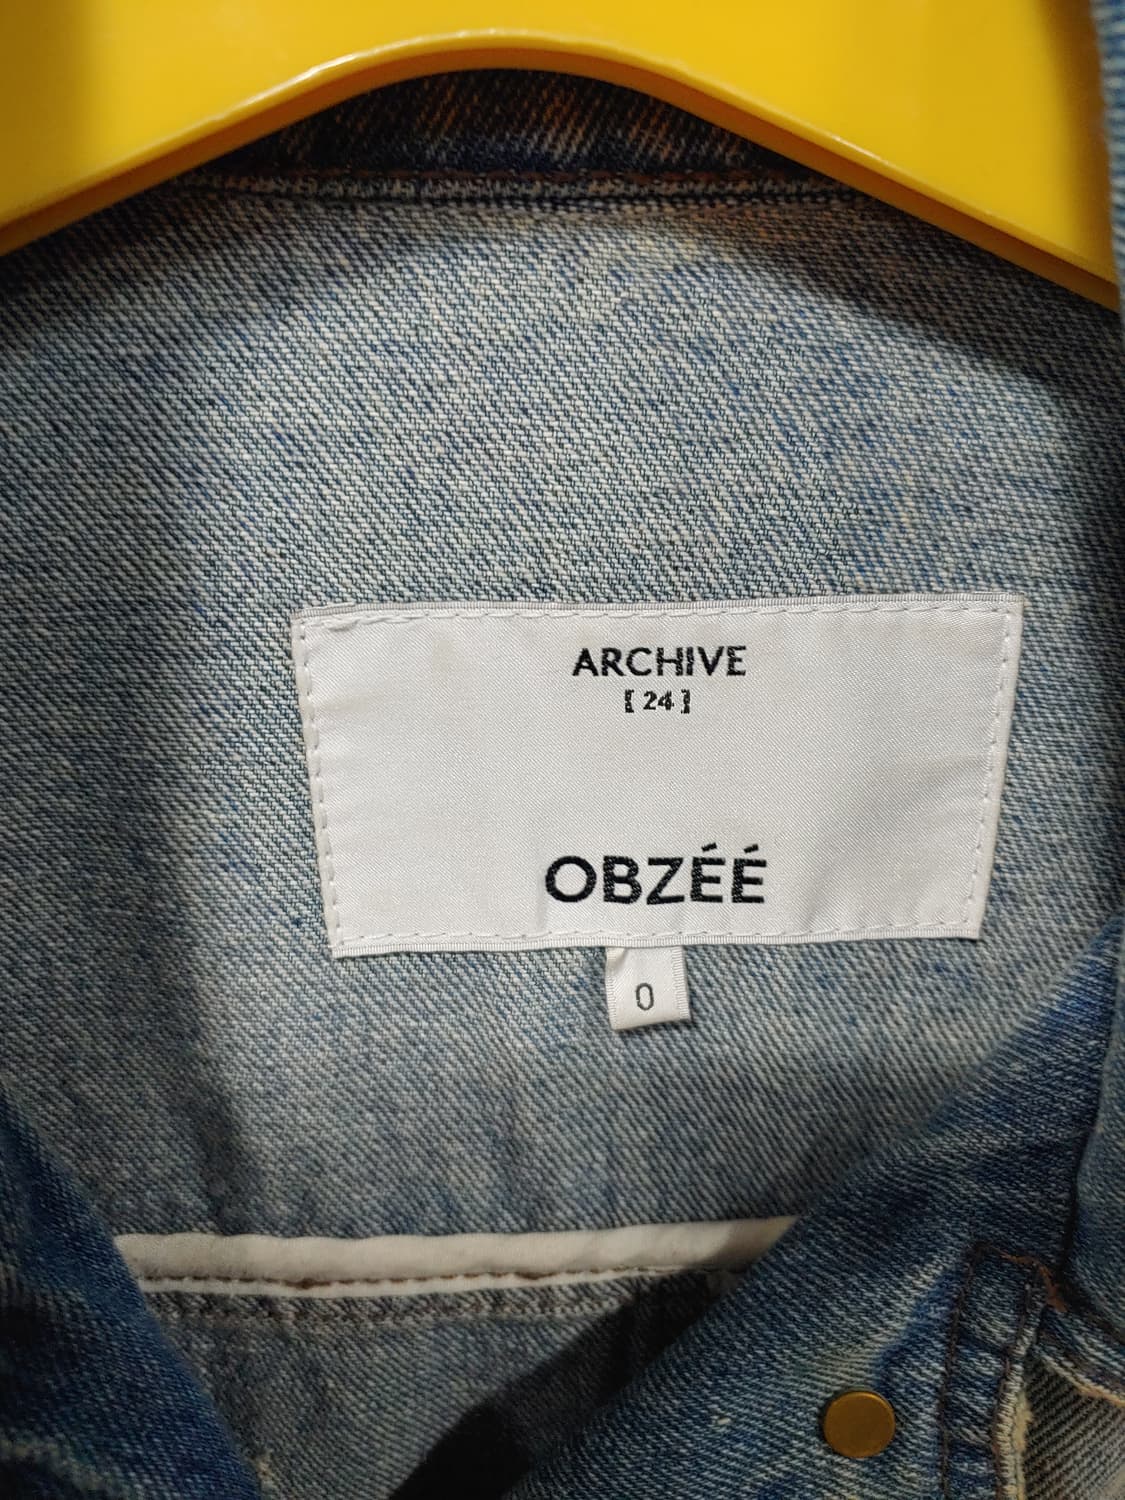 ARCHIVE
[24]
OBZÉÉ
0